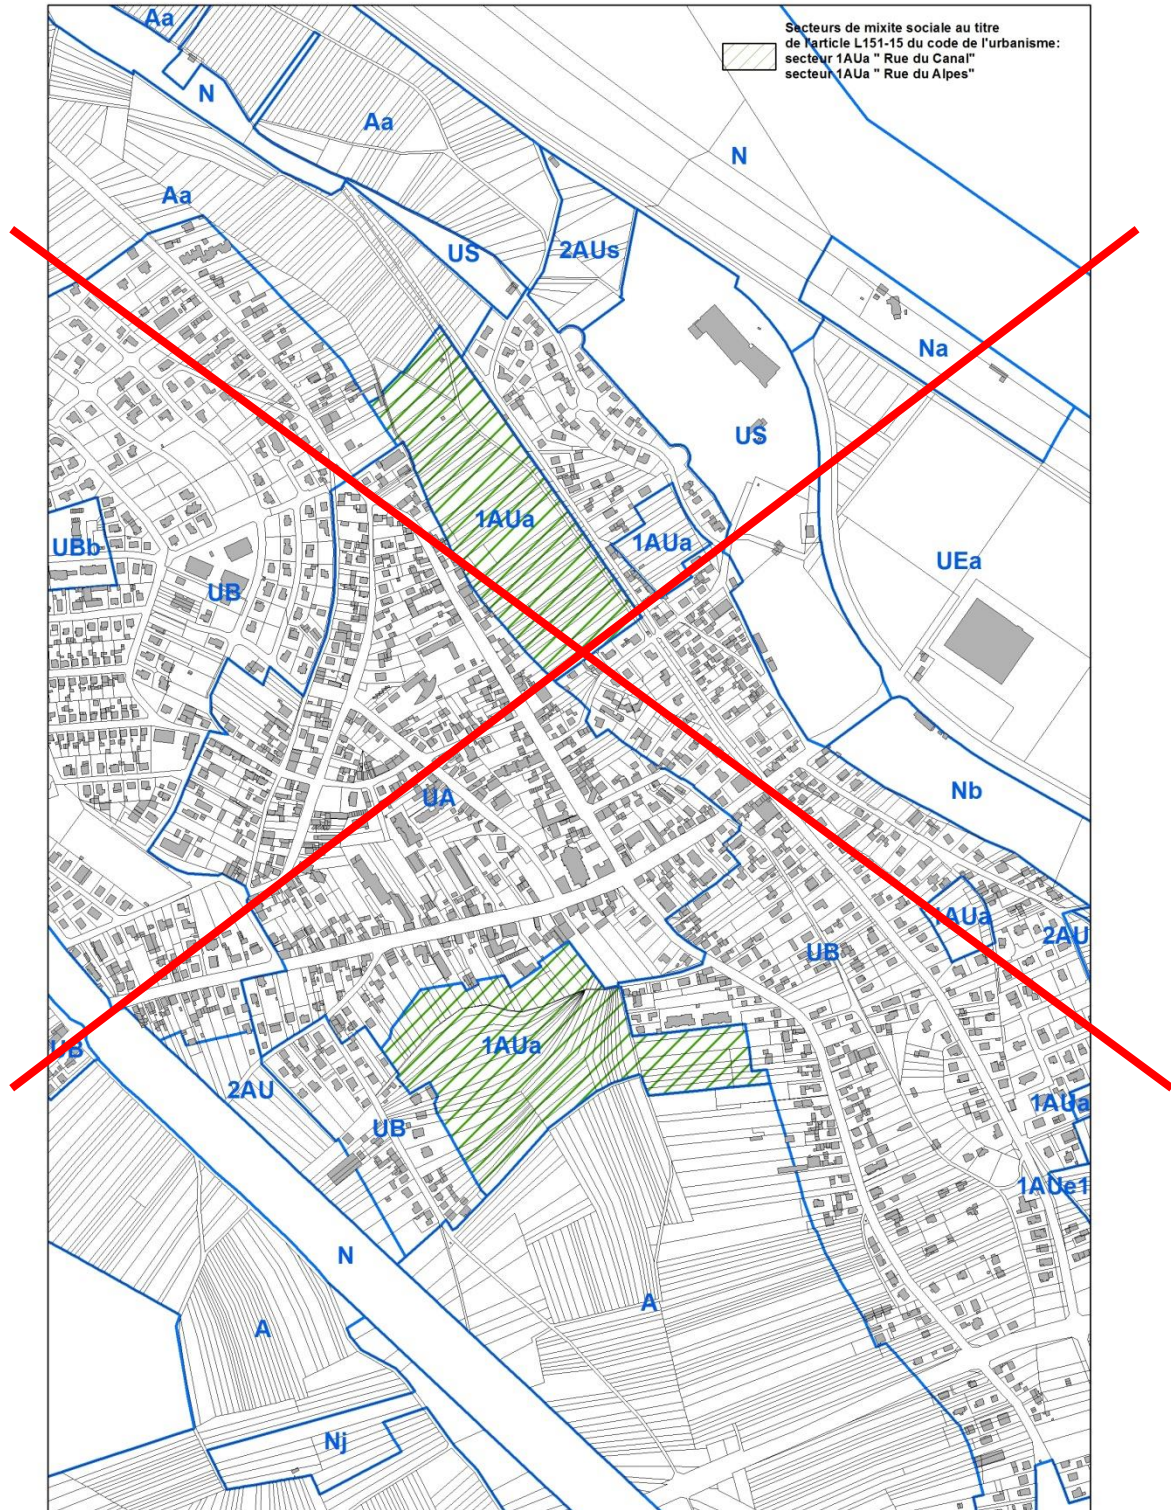 Aa
Secteurs de mixite sociale au titre
de l'article L151-15 du code de l'urbanisme:
secteur 1AUa " Rue du Canal"
secteur 1AUa " Rue du Alpes"
N
Aa
N
Aa
US
2AUs
Na
US
1AUa
1AUa
UBb
UEa
UB
Nb
UA
1AUa
2AU
UB
1AUa
UB
2AU
1AUa
UB
1AUe1
N
A
A
Nj